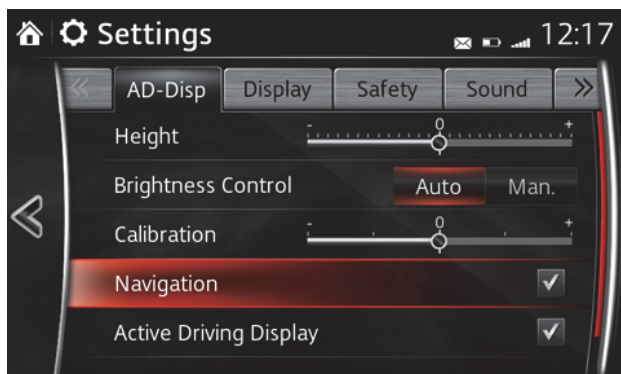 Settings 12:17
AD-Disp Display Safety Sound
Height - 0 +
Brightness Control Auto Man.
Calibration - 0 +
Navigation
Active Driving Display